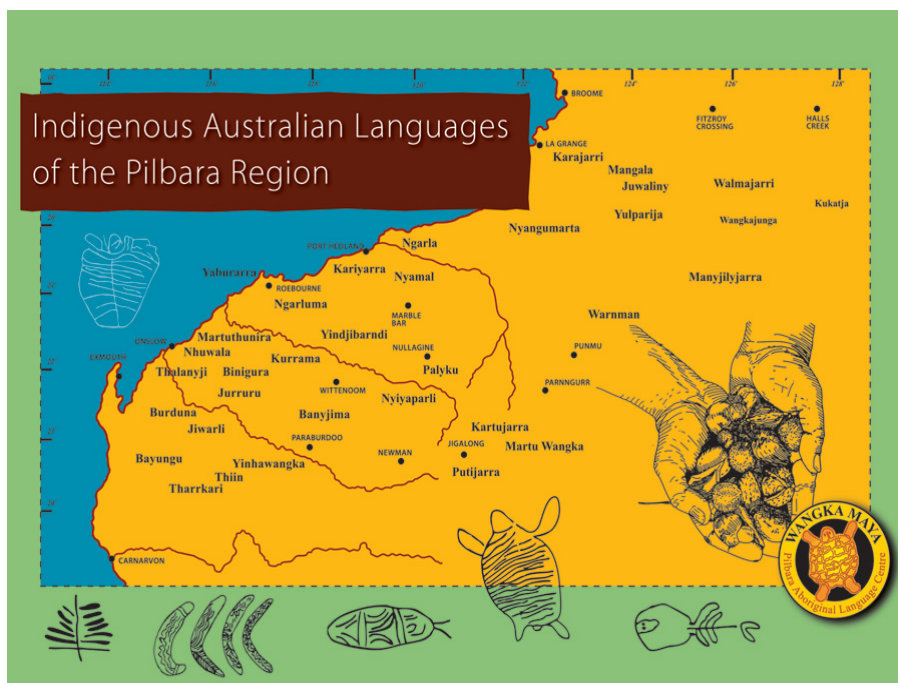 Indigenous Australian Languages
of the Pilbara Region
BROOME
FITZROY
CROSSING
HALLS
CREEK
LA GRANGE
Karajarri
Mangala
Juwaliny
Walmajarri
Kukatja
Yulparija
Wangkajunga
Nyangumarta
Ngarla
PORT HEDLAND
Kariyarra
Nyamal
Yaburarra
ROEBOURNE
Ngarluma
Manyjilyjarra
MARBLE
BAR
Warnman
Martuthunira
Yindjibarndi
ONSLOW
Nhuwala
Kurrama
NULLAGINE
PUNMU
EXMOUTH
Thalanyji
Binigura
Palyku
Jurruru
WITTENOOM
Nyiyaparli
PARNNGURR
Burduna
Banyjima
Jiwarli
Kartujarra
PARABURDOO
JIGALONG
Martu Wangka
Bayungu
Yinhawangka
NEWMAN
Putijarra
Thiin
Tharrkari
CARNARVON
WANGKA MAYA
Pilbara Aboriginal Language Centre